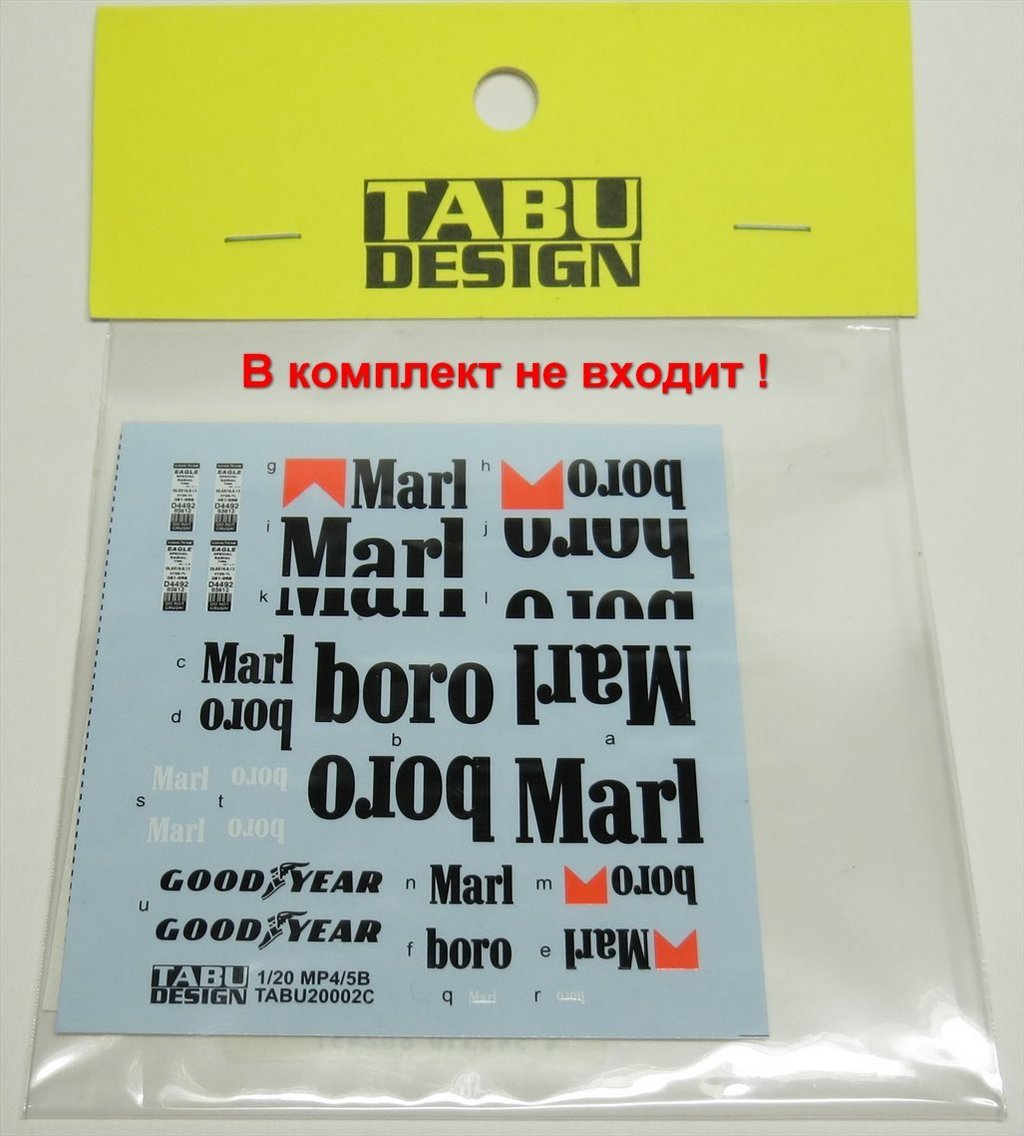 TABU
DESIGN
В комплект не входит !
g Marl h boro
i Marl j boro
k Marl l boro
EAGLE
D4492
EAGLE
D4492
EAGLE
D4492
EAGLE
D4492
c Marl
d boro
boro Marl
b a
boro Marl
Marl boro
s t
Marl boro
GOODYEAR n Marl m boro
u
GOODYEAR f boro e Marl
TABU
DESIGN
1/20 MP4/5B
TABU20002C
q Marl r boro